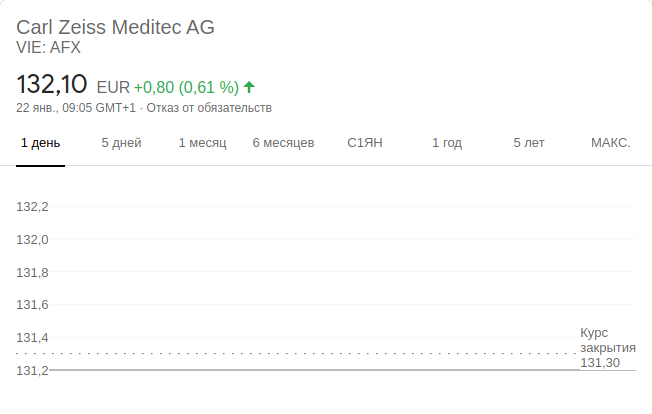 Carl Zeiss Meditec AG
VIE: AFX
132,10 EUR +0,80 (0,61 %)
22 янв., 09:05 GMT+1 · Отказ от обязательств
1 день 5 дней 1 месяц 6 месяцев С1ЯН 1 год 5 лет МАКС.
132,2
132,0
131,8
131,6
131,4
131,2
Курс
закрытия
131,30